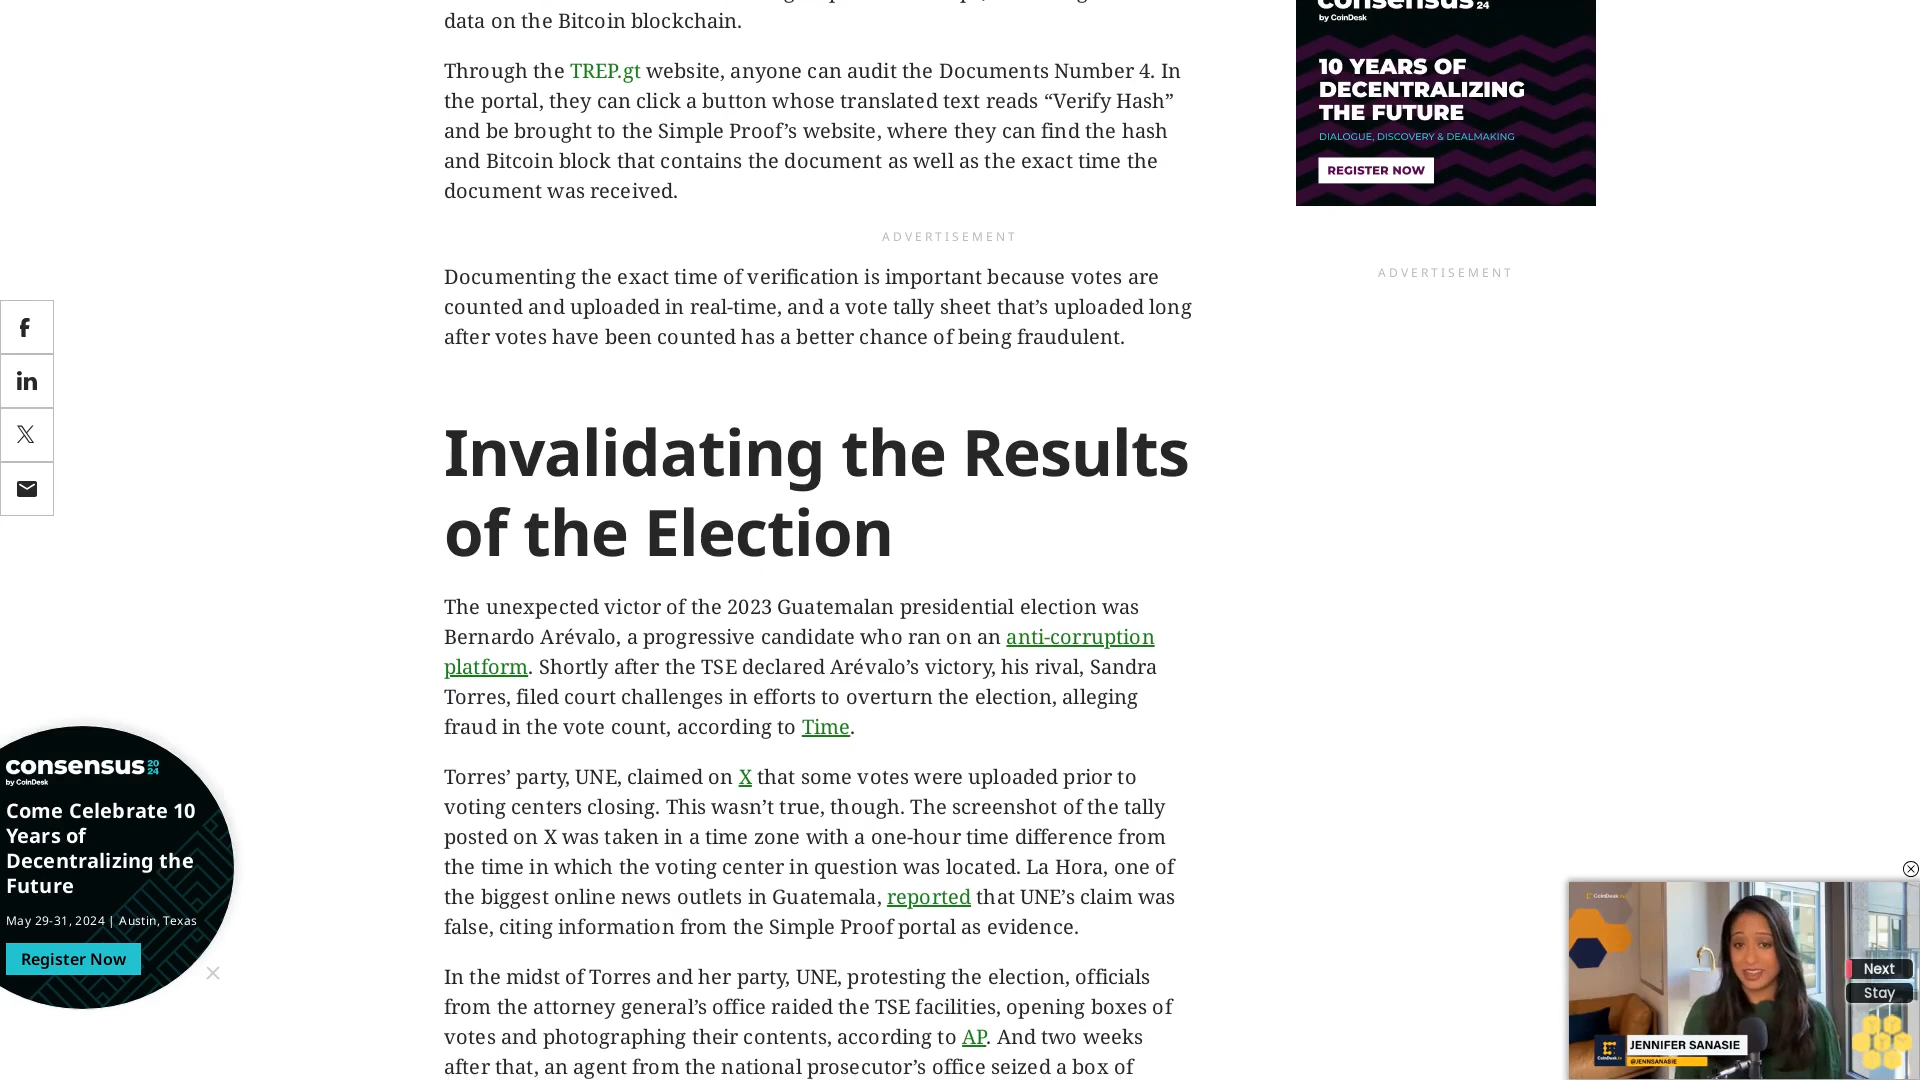 data on the Bitcoin blockchain.
Through the TREP.gt website, anyone can audit the Documents Number 4. In
the portal, they can click a button whose translated text reads “Verify Hash”
and be brought to the Simple Proof’s website, where they can find the hash
and Bitcoin block that contains the document as well as the exact time the
document was received.
ADVERTISEMENT
Documenting the exact time of verification is important because votes are
counted and uploaded in real-time, and a vote tally sheet that’s uploaded long
after votes have been counted has a better chance of being fraudulent.
Invalidating the Results
of the Election
The unexpected victor of the 2023 Guatemalan presidential election was
Bernardo Arévalo, a progressive candidate who ran on an anti-corruption
platform. Shortly after the TSE declared Arévalo’s victory, his rival, Sandra
Torres, filed court challenges in efforts to overturn the election, alleging
fraud in the vote count, according to Time.
Torres’ party, UNE, claimed on X that some votes were uploaded prior to
voting centers closing. This wasn’t true, though. The screenshot of the tally
posted on X was taken in a time zone with a one-hour time difference from
the time in which the voting center in question was located. La Hora, one of
the biggest online news outlets in Guatemala, reported that UNE’s claim was
false, citing information from the Simple Proof portal as evidence.
In the midst of Torres and her party, UNE, protesting the election, officials
from the attorney general’s office raided the TSE facilities, opening boxes of
votes and photographing their contents, according to AP. And two weeks
after that, an agent from the national prosecutor’s office seized a box of
consensus 24
by CoinDesk
10 YEARS OF
DECENTRALIZING
THE FUTURE
DIALOGUE, DISCOVERY & DEALMAKING
REGISTER NOW
ADVERTISEMENT
f
in
X
consensus 20 24
by CoinDesk
Come Celebrate 10
Years of
Decentralizing the
Future
May 29-31, 2024 | Austin, Texas
Register Now
CoinDesk
Next
Stay
JENNIFER SANASIE
@JENNSANASIE
CoinDesk